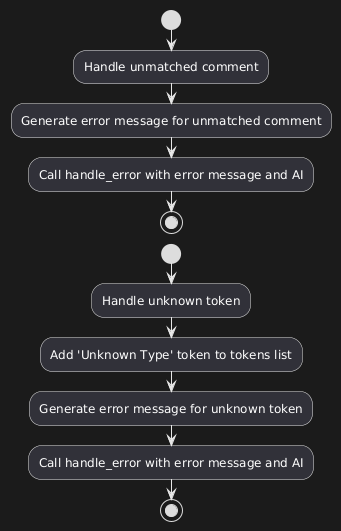 Handle unmatched comment
Generate error message for unmatched comment
Call handle_error with error message and AI
Handle unknown token
Add 'Unknown Type' token to tokens list
Generate error message for unknown token
Call handle_error with error message and AI